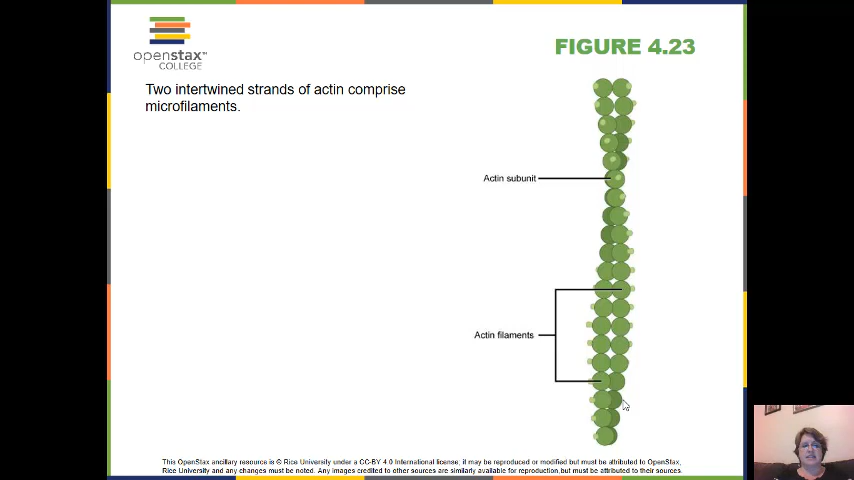 openstax™
COLLEGE
FIGURE 4.23
Two intertwined strands of actin comprise
microfilaments.
Actin subunit
Actin filaments
This OpenStax ancillary resource is © Rice University under a CC-BY 4.0 International license; it may be reproduced or modified but must be attributed to OpenStax,
Rice University and any changes must be noted. Any images credited to other sources are similarly available for reproduction, but must be attributed to their sources.